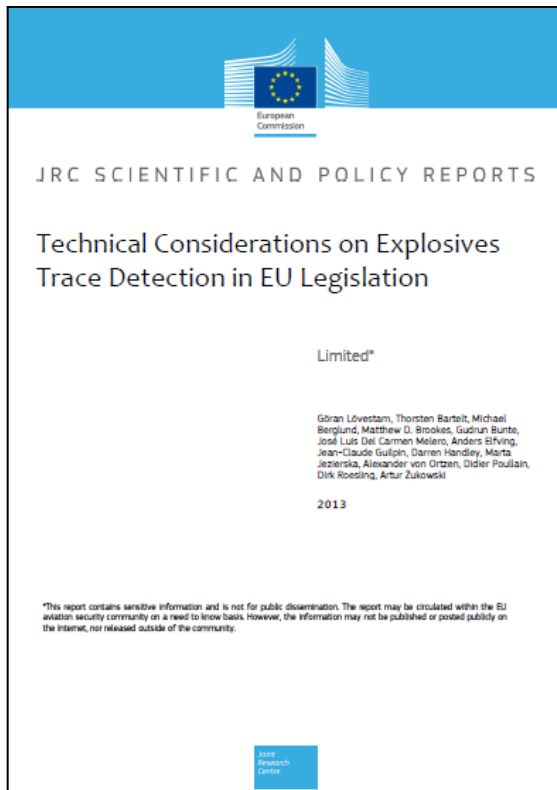 European
Commission
JRC SCIENTIFIC AND POLICY REPORTS
Technical Considerations on Explosives
Trace Detection in EU Legislation
Limited*
Göran Lövestam, Thorsten Bartelt, Michael
Berglund, Matthew D. Brookes, Gudrun Bunte,
José Luis Del Carmen Melero, Anders Elfving,
Jean-Claude Guilpin, Darren Handley, Marta
Jezierska, Alexander von Ortzen, Didier Poullain,
Dirk Roesling, Artur Żukowski
2013
*This report contains sensitive information and is not for public dissemination. The report may be circulated within the EU
aviation security community on a need to know basis. However, the information may not be published or posted publicly on
the Internet, nor released outside of the community.
Joint
Research
Centre